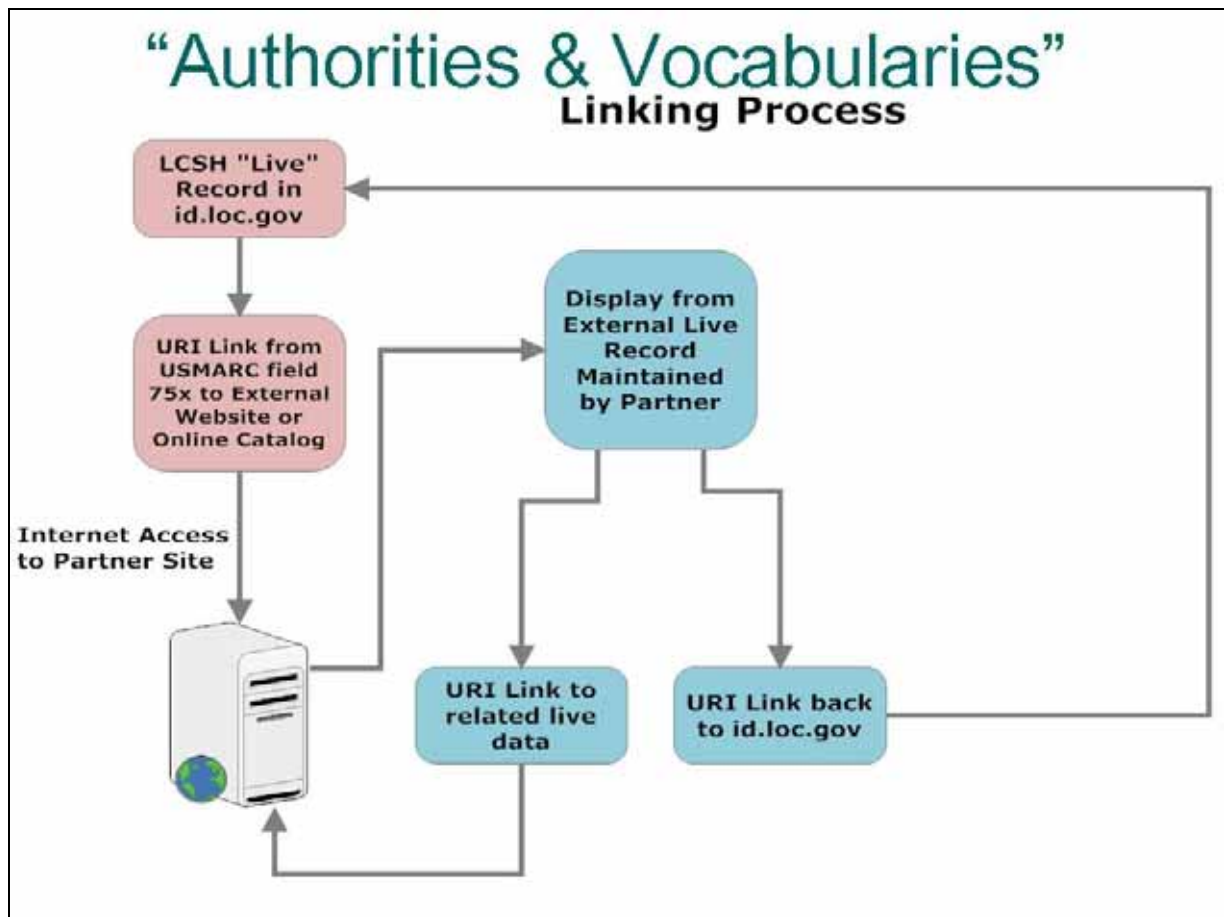 “Authorities & Vocabularies”
Linking Process
LCSH "Live"
Record in
id.loc.gov
URI Link from
USMARC field
75x to External
Website or
Online Catalog
Internet Access
to Partner Site
Display from
External Live
Record
Maintained
by Partner
URI Link to
related live
data
URI Link back
to id.loc.gov